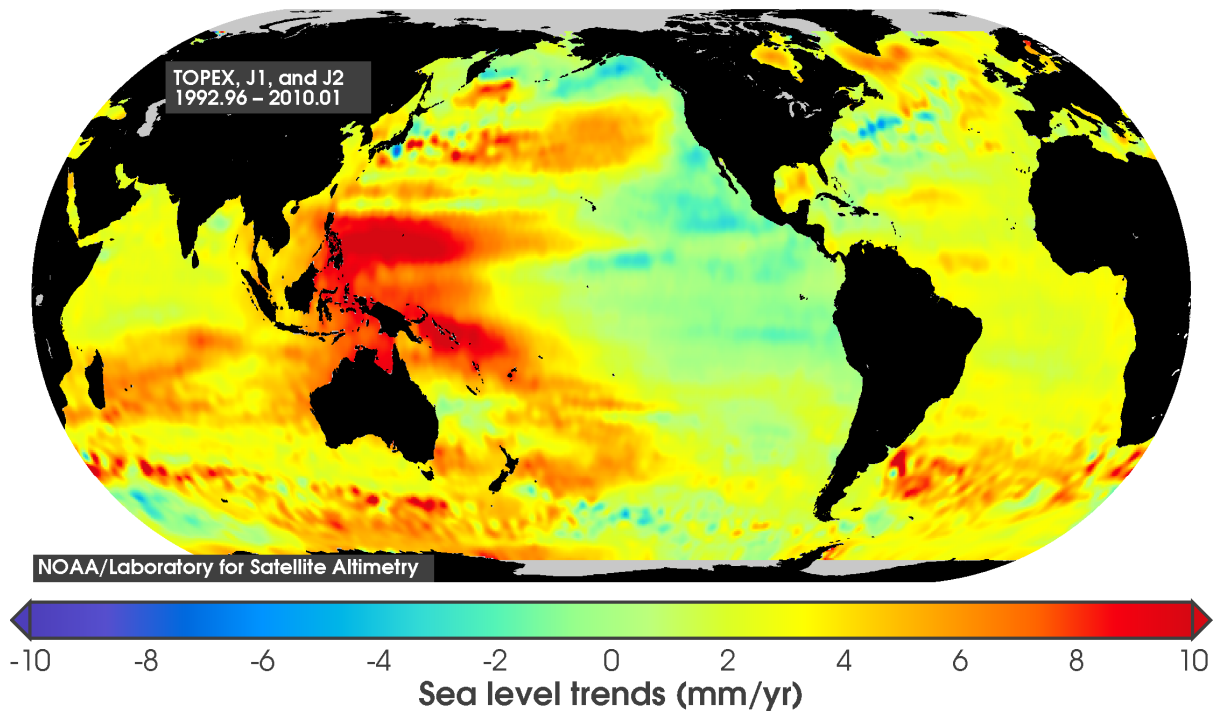 TOPEX, J1, and J2
1992.96 – 2010.01
NOAA/Laboratory for Satellite Altimetry
-10 -8 -6 -4 -2 0 2 4 6 8 10
Sea level trends (mm/yr)